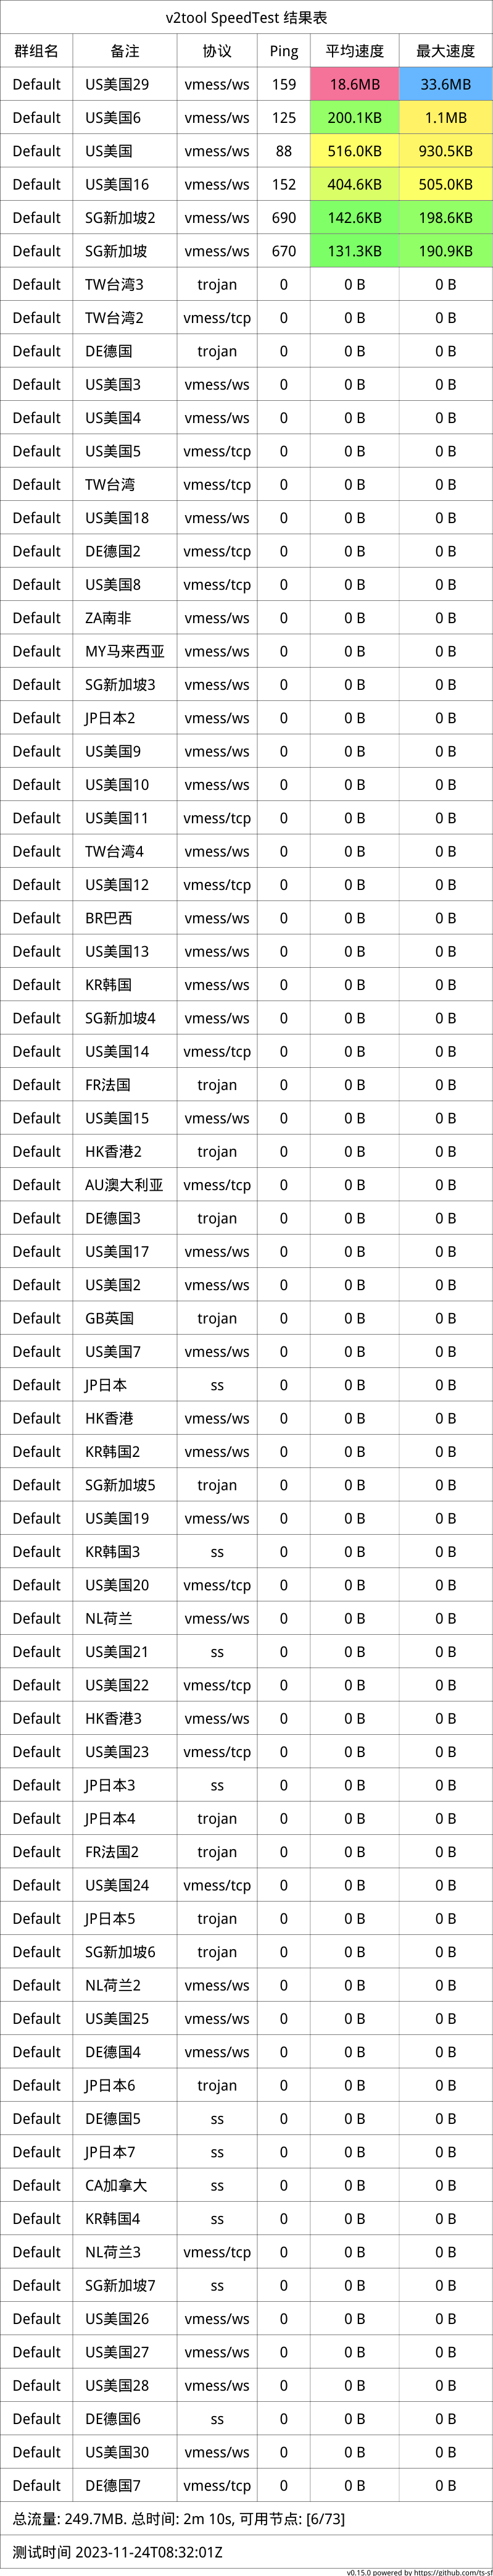 v2tool SpeedTest 结果表
群组名 备注 协议 Ping 平均速度 最大速度
Default US美国29 vmess/ws 159 18.6MB 33.6MB
Default US美国6 vmess/ws 125 200.1KB 1.1MB
Default US美国 vmess/ws 88 516.0KB 930.5KB
Default US美国16 vmess/ws 152 404.6KB 505.0KB
Default SG新加坡2 vmess/ws 690 142.6KB 198.6KB
Default SG新加坡 vmess/ws 670 131.3KB 190.9KB
Default TW台湾3 trojan 0 0 B 0 B
Default TW台湾2 vmess/tcp 0 0 B 0 B
Default DE德国 trojan 0 0 B 0 B
Default US美国3 vmess/ws 0 0 B 0 B
Default US美国4 vmess/ws 0 0 B 0 B
Default US美国5 vmess/tcp 0 0 B 0 B
Default TW台湾 vmess/tcp 0 0 B 0 B
Default US美国18 vmess/ws 0 0 B 0 B
Default DE德国2 vmess/tcp 0 0 B 0 B
Default US美国8 vmess/tcp 0 0 B 0 B
Default ZA南非 vmess/ws 0 0 B 0 B
Default MY马来西亚 vmess/ws 0 0 B 0 B
Default SG新加坡3 vmess/ws 0 0 B 0 B
Default JP日本2 vmess/ws 0 0 B 0 B
Default US美国9 vmess/ws 0 0 B 0 B
Default US美国10 vmess/ws 0 0 B 0 B
Default US美国11 vmess/tcp 0 0 B 0 B
Default TW台湾4 vmess/ws 0 0 B 0 B
Default US美国12 vmess/tcp 0 0 B 0 B
Default BR巴西 vmess/ws 0 0 B 0 B
Default US美国13 vmess/ws 0 0 B 0 B
Default KR韩国 vmess/ws 0 0 B 0 B
Default SG新加坡4 vmess/ws 0 0 B 0 B
Default US美国14 vmess/tcp 0 0 B 0 B
Default FR法国 trojan 0 0 B 0 B
Default US美国15 vmess/ws 0 0 B 0 B
Default HK香港2 trojan 0 0 B 0 B
Default AU澳大利亚 vmess/tcp 0 0 B 0 B
Default DE德国3 trojan 0 0 B 0 B
Default US美国17 vmess/ws 0 0 B 0 B
Default US美国2 vmess/ws 0 0 B 0 B
Default GB英国 trojan 0 0 B 0 B
Default US美国7 vmess/ws 0 0 B 0 B
Default JP日本 ss 0 0 B 0 B
Default HK香港 vmess/ws 0 0 B 0 B
Default KR韩国2 vmess/ws 0 0 B 0 B
Default SG新加坡5 trojan 0 0 B 0 B
Default US美国19 vmess/ws 0 0 B 0 B
Default KR韩国3 ss 0 0 B 0 B
Default US美国20 vmess/tcp 0 0 B 0 B
Default NL荷兰 vmess/ws 0 0 B 0 B
Default US美国21 ss 0 0 B 0 B
Default US美国22 vmess/tcp 0 0 B 0 B
Default HK香港3 vmess/ws 0 0 B 0 B
Default US美国23 vmess/tcp 0 0 B 0 B
Default JP日本3 ss 0 0 B 0 B
Default JP日本4 trojan 0 0 B 0 B
Default FR法国2 trojan 0 0 B 0 B
Default US美国24 vmess/tcp 0 0 B 0 B
Default JP日本5 trojan 0 0 B 0 B
Default SG新加坡6 trojan 0 0 B 0 B
Default NL荷兰2 vmess/ws 0 0 B 0 B
Default US美国25 vmess/ws 0 0 B 0 B
Default DE德国4 vmess/ws 0 0 B 0 B
Default JP日本6 trojan 0 0 B 0 B
Default DE德国5 ss 0 0 B 0 B
Default JP日本7 ss 0 0 B 0 B
Default CA加拿大 ss 0 0 B 0 B
Default KR韩国4 ss 0 0 B 0 B
Default NL荷兰3 vmess/tcp 0 0 B 0 B
Default SG新加坡7 ss 0 0 B 0 B
Default US美国26 vmess/ws 0 0 B 0 B
Default US美国27 vmess/ws 0 0 B 0 B
Default US美国28 vmess/ws 0 0 B 0 B
Default DE德国6 ss 0 0 B 0 B
Default US美国30 vmess/ws 0 0 B 0 B
Default DE德国7 vmess/tcp 0 0 B 0 B
总流量: 249.7MB. 总时间: 2m 10s, 可用节点: [6/73]
测试时间 2023-11-24T08:32:01Z
v0.15.0 powered by https://github.com/ts-sf